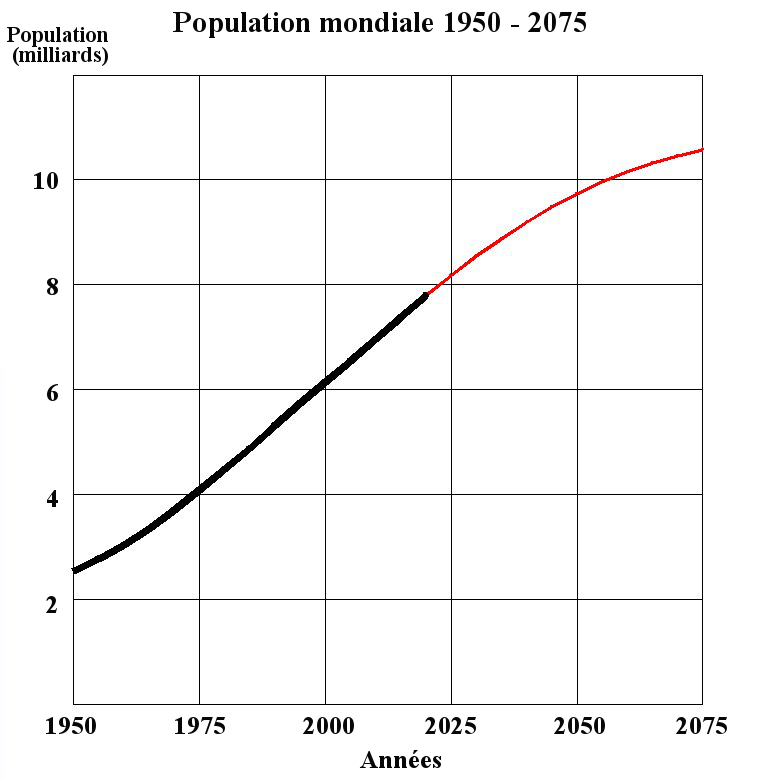 Population mondiale 1950 - 2075
Population
(milliards)
10
8
6
4
2
1950 1975 2000 2025 2050 2075
Années